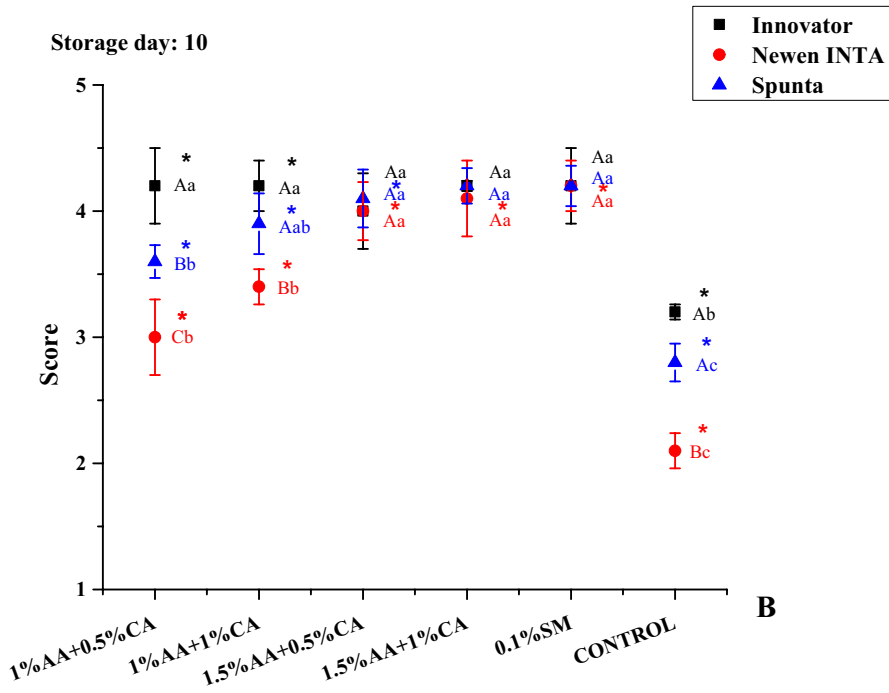 Storage day: 10
Innovator
Newen INTA
Spunta
Score
5
4
3
2
1
*
Aa
*
Bb
*
Cb
*
Aa
*
Aab
*
Bb
Aa
*
Aa
*
Aa
Aa
Aa
*
Aa
Aa
Aa
*
Aa
*
Ab
*
Ac
*
Bc
1%AA+0.5%CA
1%AA+1%CA
1.5%AA+0.5%CA
1.5%AA+1%CA
0.1%SM
CONTROL
B